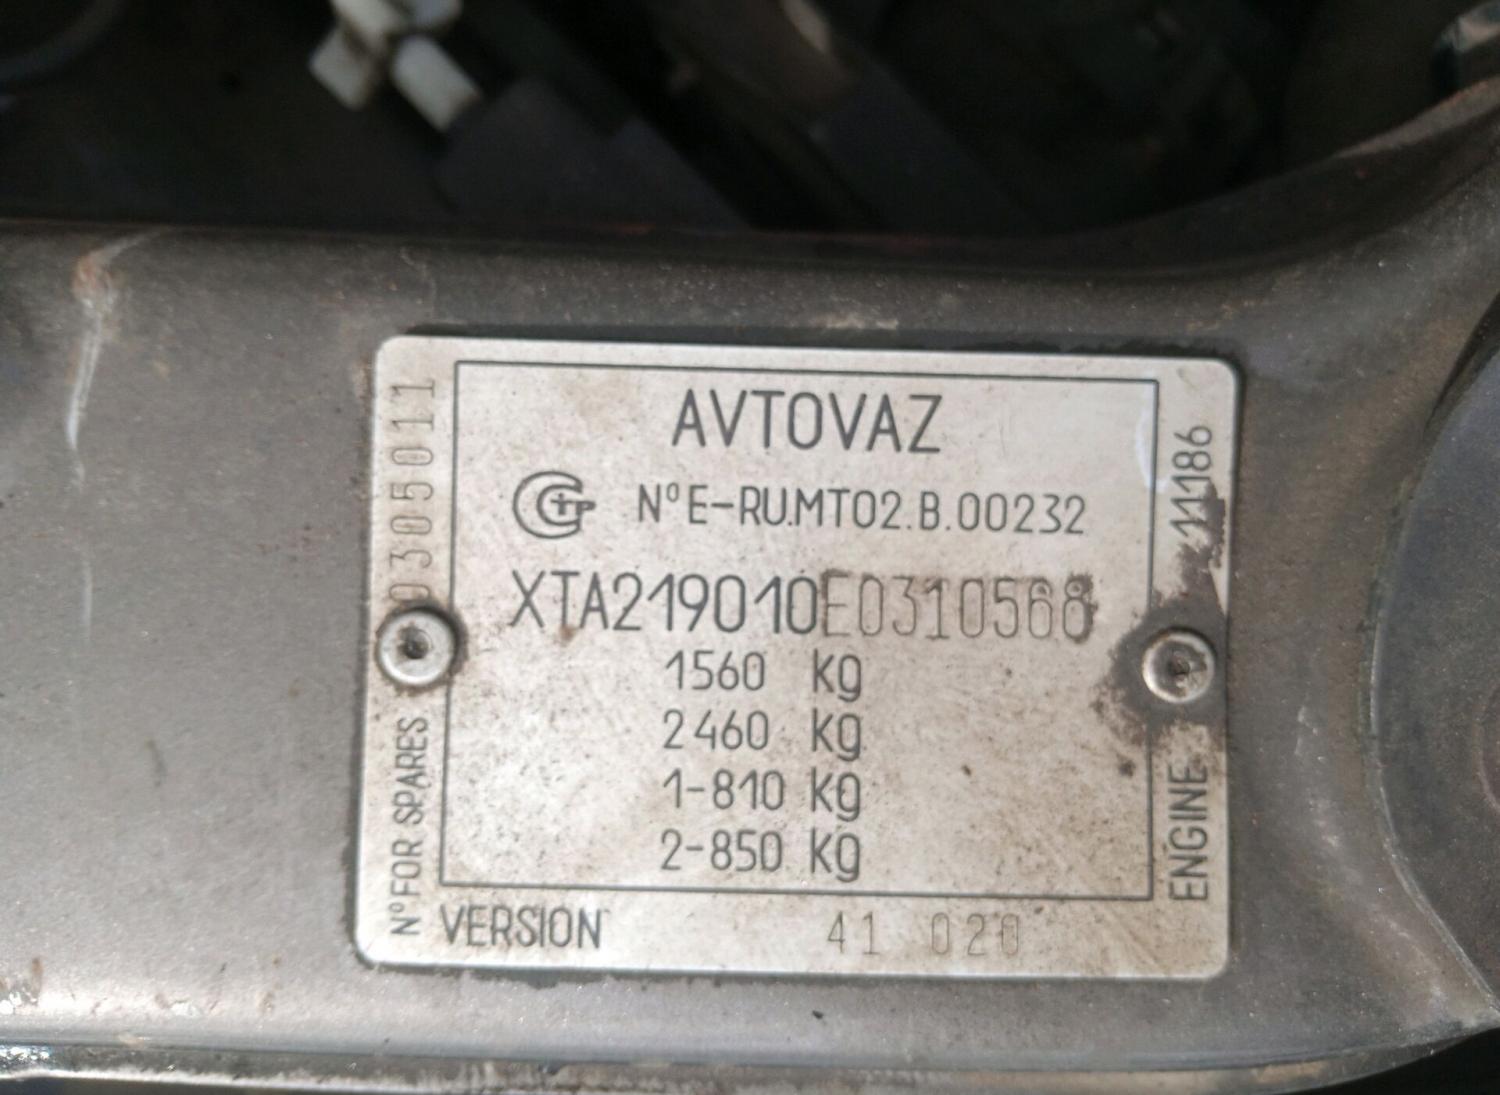 AVTOVAZ
N° E-RU.MT02.B.00232
XTA219010E0310568
1560 kg
2460 kg
1-810 kg
2-850 kg
VERSION 41 020
N° FOR SPARES 0305011
ENGINE 11186